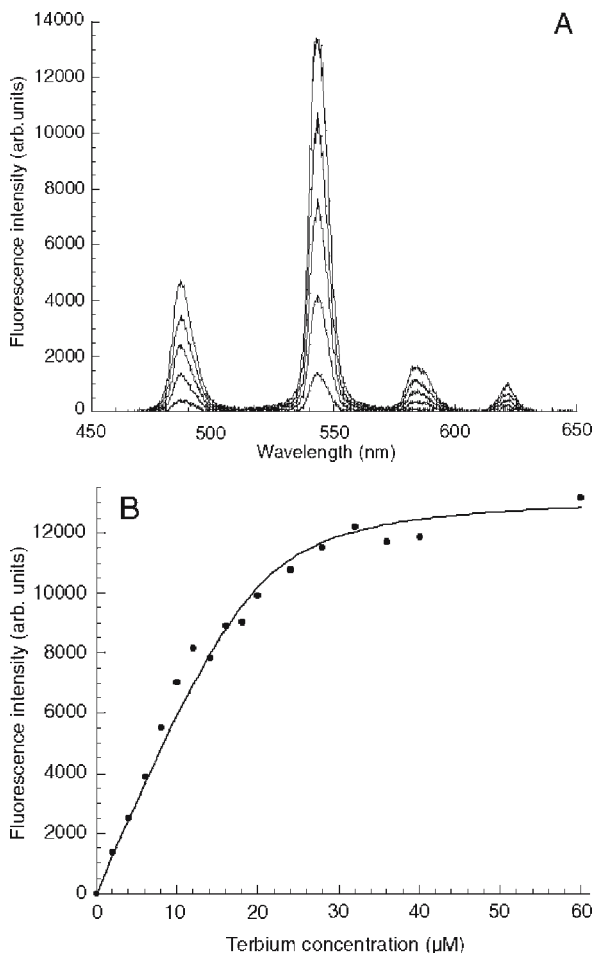 A
Fluorescence intensity (arb.units)
14000
12000
10000
8000
6000
4000
2000
0
450 500 550 600 650
Wavelength (nm)
B
Fluorescence intensity (arb. units)
12000
10000
8000
6000
4000
2000
0
0 10 20 30 40 50 60
Terbium concentration (µM)